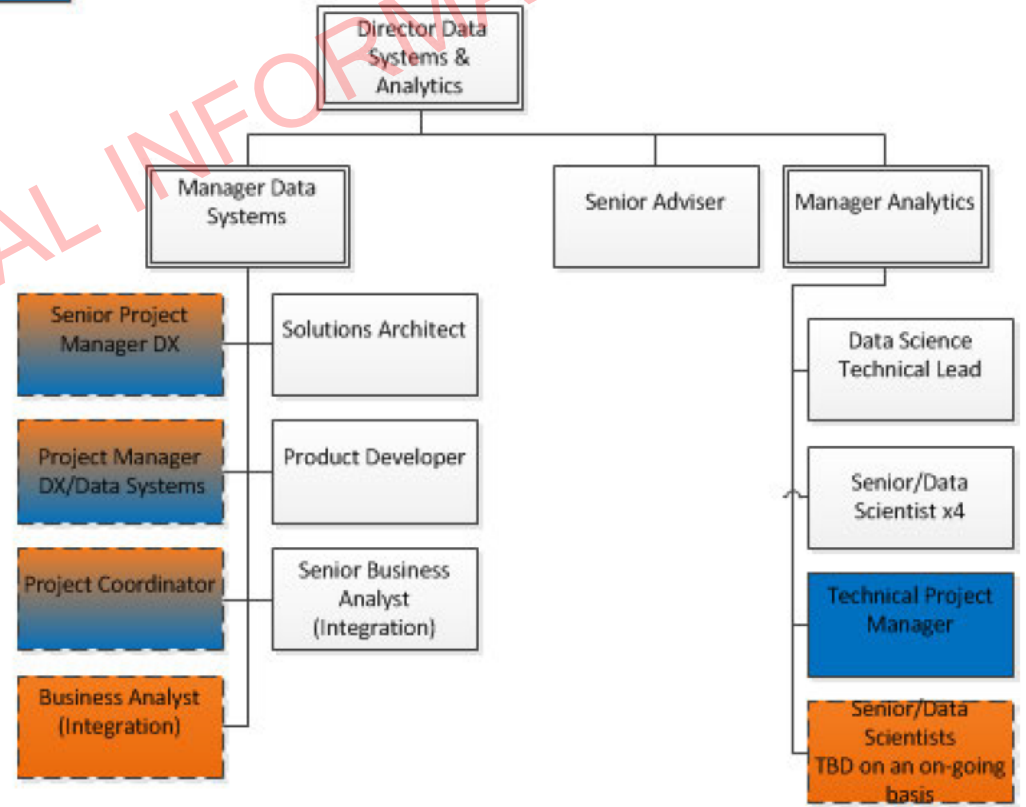 Director Data
Systems &
Analytics
AL INFORMA
Manager Data
Systems
Senior Adviser
Manager Analytics
Senior Project
Manager DX
Solutions Architect
Data Science
Technical Lead
Project Manager
DX/Data Systems
Product Developer
Senior/Data
Scientist x4
Project Coordinator
Senior Business
Analyst
(Integration)
Technical Project
Manager
Business Analyst
(Integration)
Senior/Data
Scientists
TBD on an on-going
basis